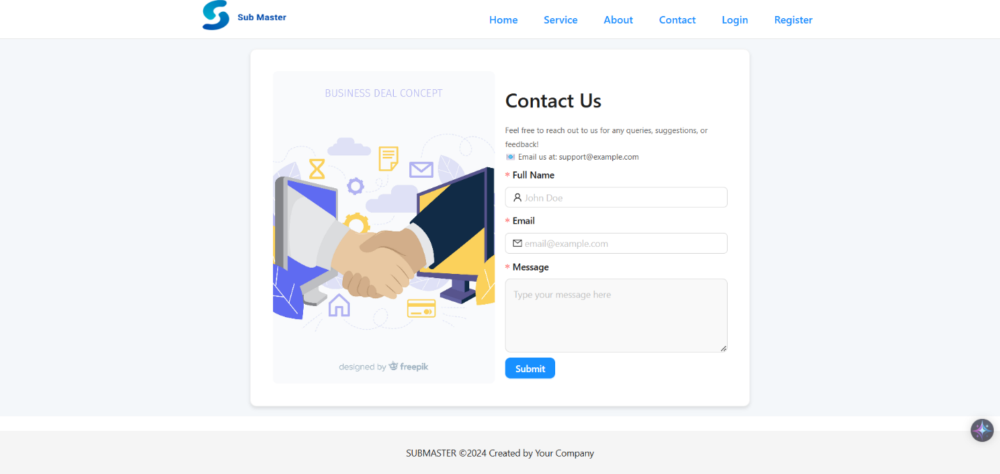 Sub Master
Home
Service
About
Contact
Login
Register
BUSINESS DEAL CONCEPT
designed by freepik
Contact Us
Feel free to reach out to us for any queries, suggestions, or
feedback!
📧 Email us at: support@example.com
* Full Name
John Doe
* Email
email@example.com
* Message
Type your message here
Submit
SUBMASTER ©2024 Created by Your Company